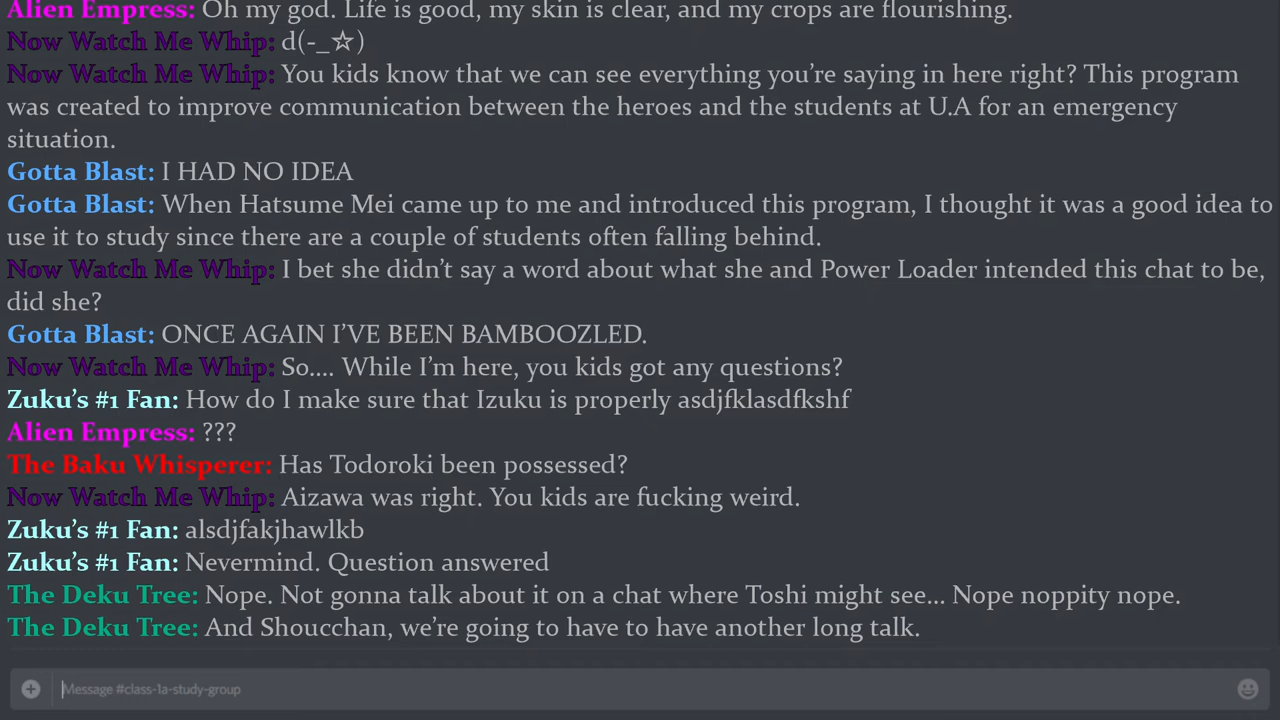 Alien Empress: Oh my god. Life is good, my skin is clear, and my crops are flourishing.
Now Watch Me Whip: d(-_☆)
Now Watch Me Whip: You kids know that we can see everything you’re saying in here right? This program
was created to improve communication between the heroes and the students at U.A for an emergency
situation.
Gotta Blast: I HAD NO IDEA
Gotta Blast: When Hatsume Mei came up to me and introduced this program, I thought it was a good idea to
use it to study since there are a couple of students often falling behind.
Now Watch Me Whip: I bet she didn’t say a word about what she and Power Loader intended this chat to be,
did she?
Gotta Blast: ONCE AGAIN I’VE BEEN BAMBOOZLED.
Now Watch Me Whip: So.... While I’m here, you kids got any questions?
Zuku’s #1 Fan: How do I make sure that Izuku is properly asdjfklasdfkshf
Alien Empress: ???
The Baku Whisperer: Has Todoroki been possessed?
Now Watch Me Whip: Aizawa was right. You kids are fucking weird.
Zuku’s #1 Fan: alsdjfakjhawlkb
Zuku’s #1 Fan: Nevermind. Question answered
The Deku Tree: Nope. Not gonna talk about it on a chat where Toshi might see... Nope noppity nope.
The Deku Tree: And Shoucchan, we’re going to have to have another long talk.
Message #class-1a-study-group